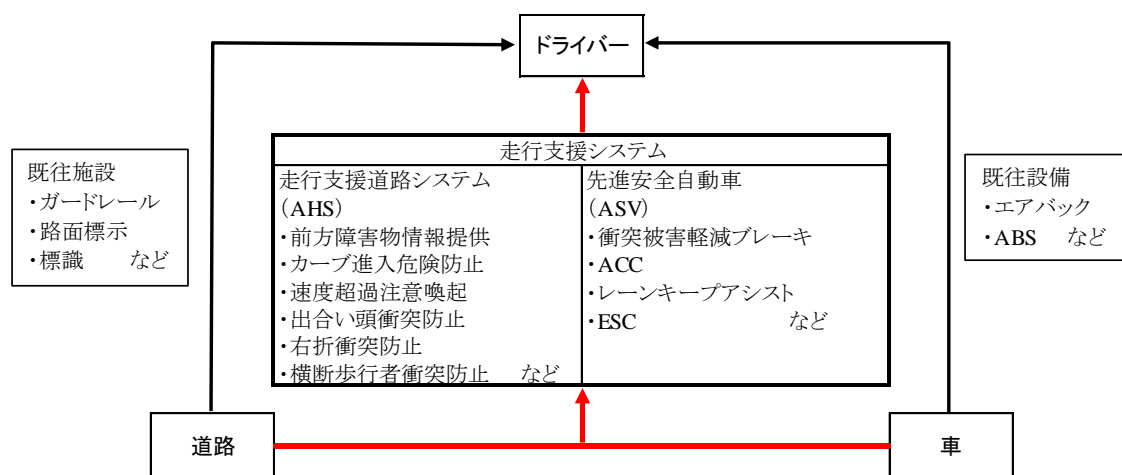 ドライバー
既往施設
・ガードレール
・路面標示
・標識 など
走行支援システム
走行支援道路システム
(AHS)
・前方障害物情報提供
・カーブ進入危険防止
・速度超過注意喚起
・出合い頭衝突防止
・右折衝突防止
・横断歩行者衝突防止 など
先進安全自動車
(ASV)
・衝突被害軽減ブレーキ
・ACC
・レーンキープアシスト
・ESC など
既往設備
・エアバック
・ABS など
道路
車